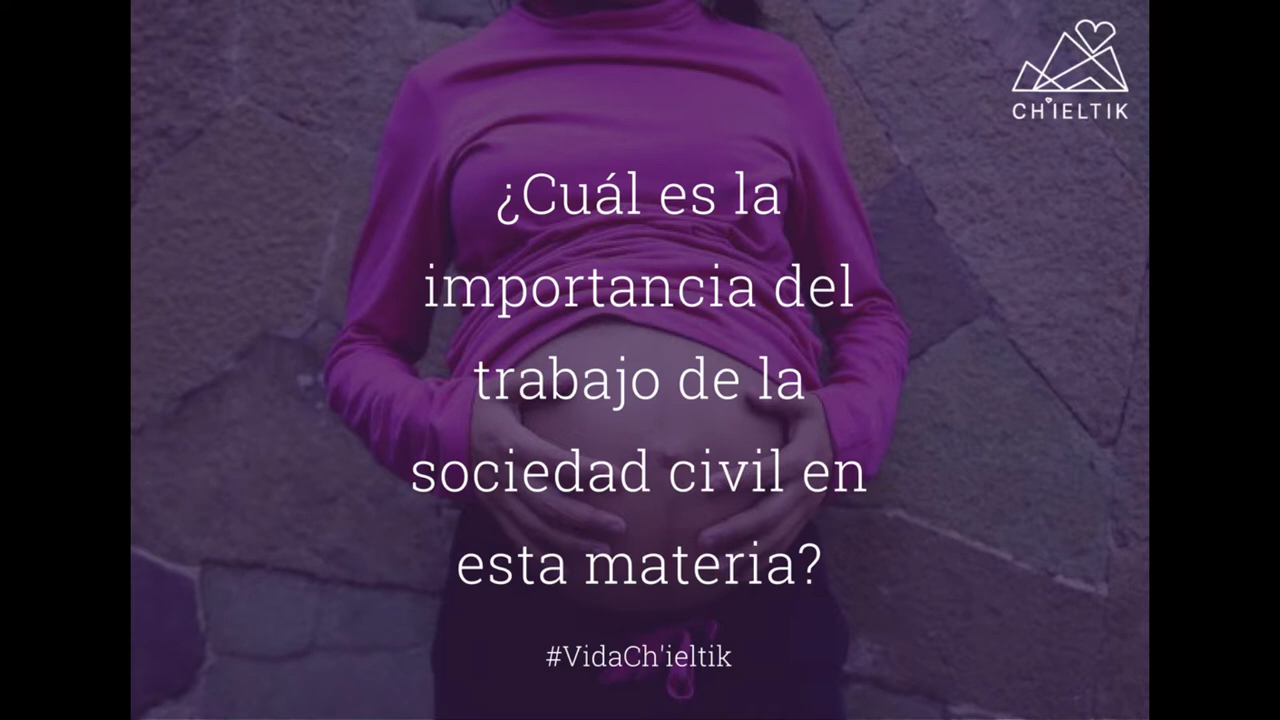 CH'IELTIK
¿Cuál es la
importancia del
trabajo de la
sociedad civil en
esta materia?
#VidaCh'ieltik